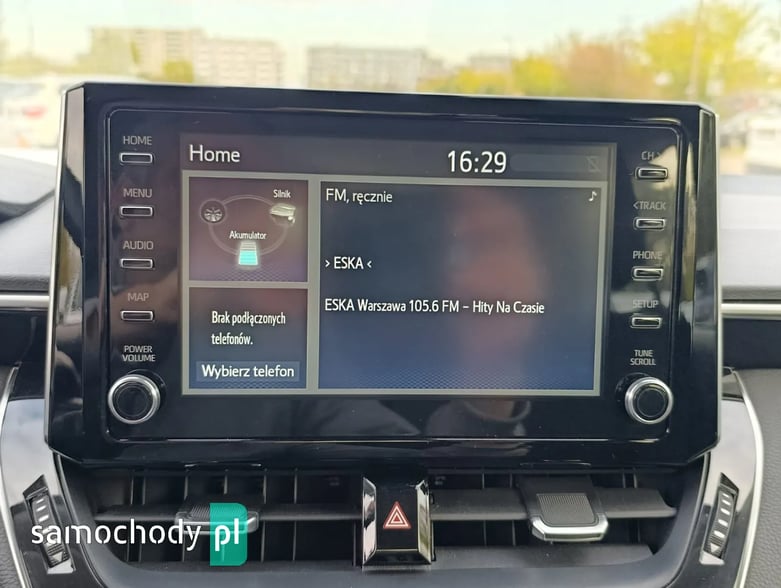 HOME
MENU
AUDIO
MAP
POWER
VOLUME
Home
16:29
Silnik
Akumulator
Brak podłączonych
telefonów.
Wybierz telefon
FM, ręcznie
› ESKA ‹
ESKA Warszawa 105.6 FM – Hity Na Czasie
CH >
<TRACK
PHONE
SETUP
TUNE
SCROLL
samochody pl